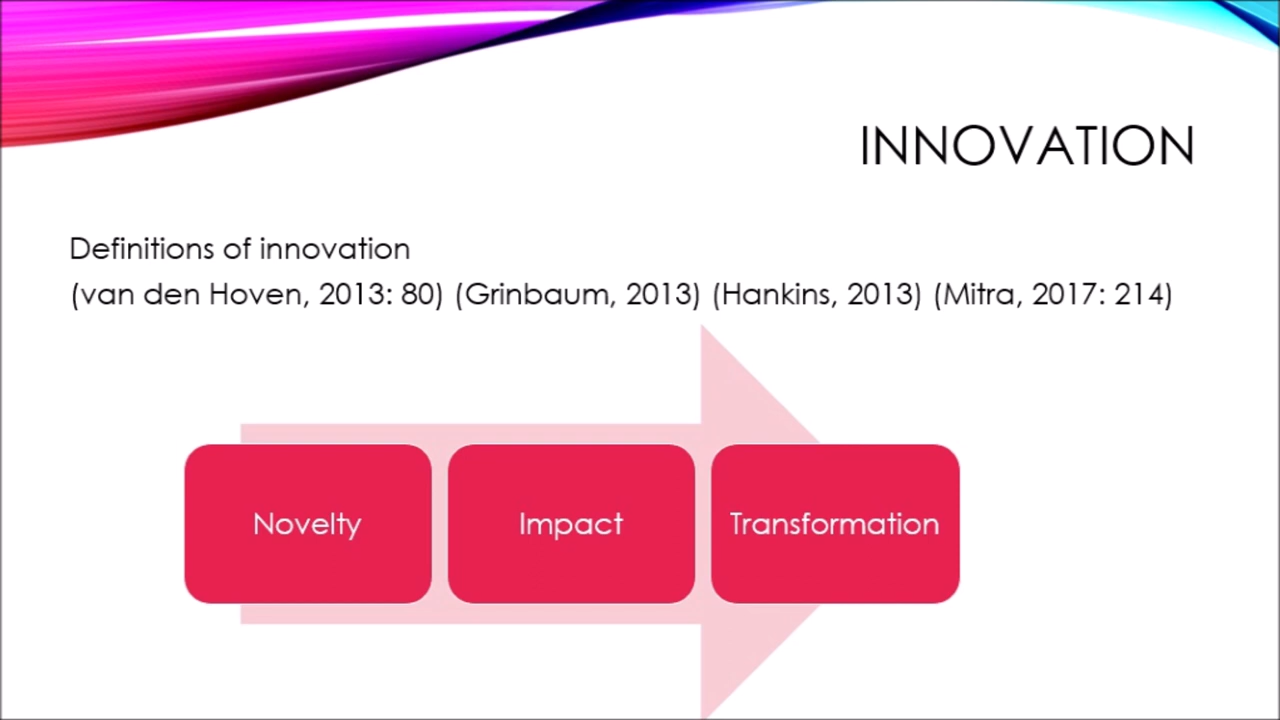 INNOVATION
Definitions of innovation
(van den Hoven, 2013: 80) (Grinbaum, 2013) (Hankins, 2013) (Mitra, 2017: 214)
Novelty
Impact
Transformation